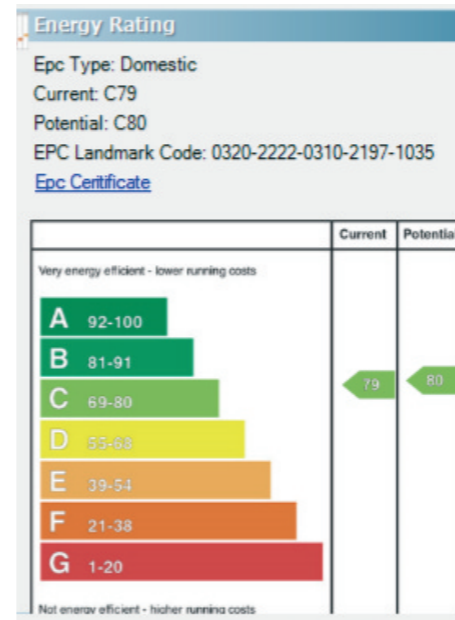 Energy Rating
Epc Type: Domestic
Current: C79
Potential: C80
EPC Landmark Code: 0320-2222-0310-2197-1035
Epc Ceritificate
Current Potential
Very energy efficient - lower running costs
A 92-100
B 81-91
C 69-80
79 80
D 55-68
E 39-54
F 21-38
G 1-20
Not energy efficient - higher running costs